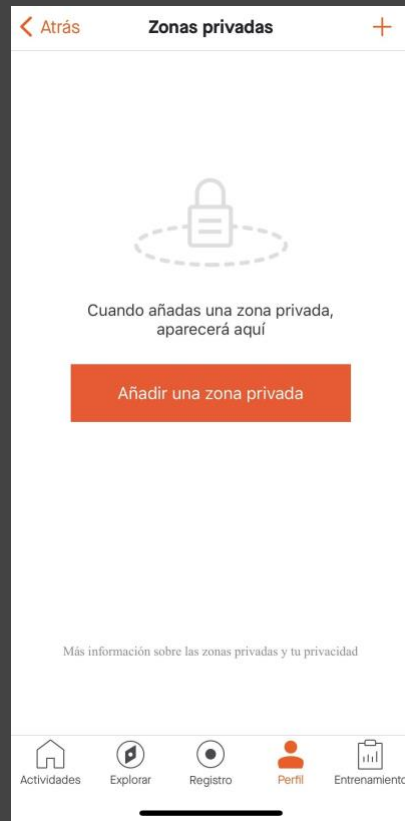 Atrás Zonas privadas
Cuando añadas una zona privada,
aparecerá aquí
Añadir una zona privada
Más información sobre las zonas privadas y tu privacidad
Actividades Explorar Registro Perfil Entrenamiento